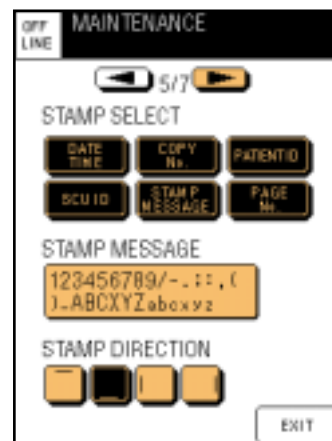 OFF
LINE
MAINTENANCE
5/7
STAMP SELECT
DATE
TIME
COPY
No.
PATIENT ID
SCU ID
STAMP
MESSAGE
PAGE
No.
STAMP MESSAGE
123456789/-.::,(
)_ABCXYZabcxyz
STAMP DIRECTION
EXIT